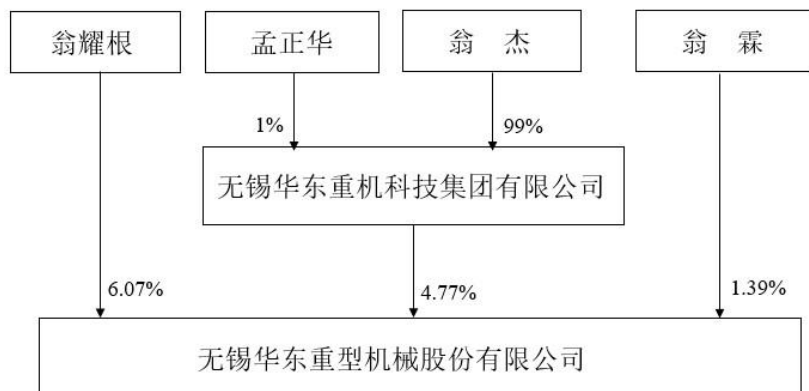 翁耀根
孟正华
翁 杰
翁 霖
1%
99%
无锡华东重机科技集团有限公司
6.07%
4.77%
1.39%
无锡华东重型机械股份有限公司